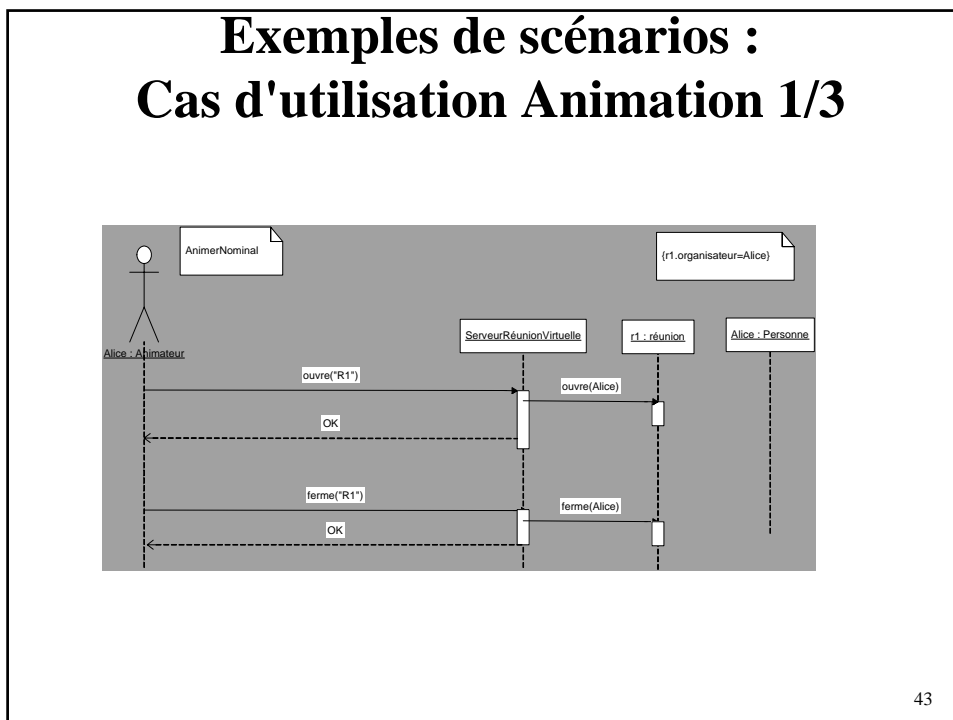 Exemples de scénarios :
Cas d'utilisation Animation 1/3
AnimerNominal
{r1.organisateur=Alice}
Alice : Animateur
ServeurRéunionVirtuelle
r1 : réunion
Alice : Personne
ouvre("R1")
ouvre(Alice)
OK
ferme("R1")
ferme(Alice)
OK
43